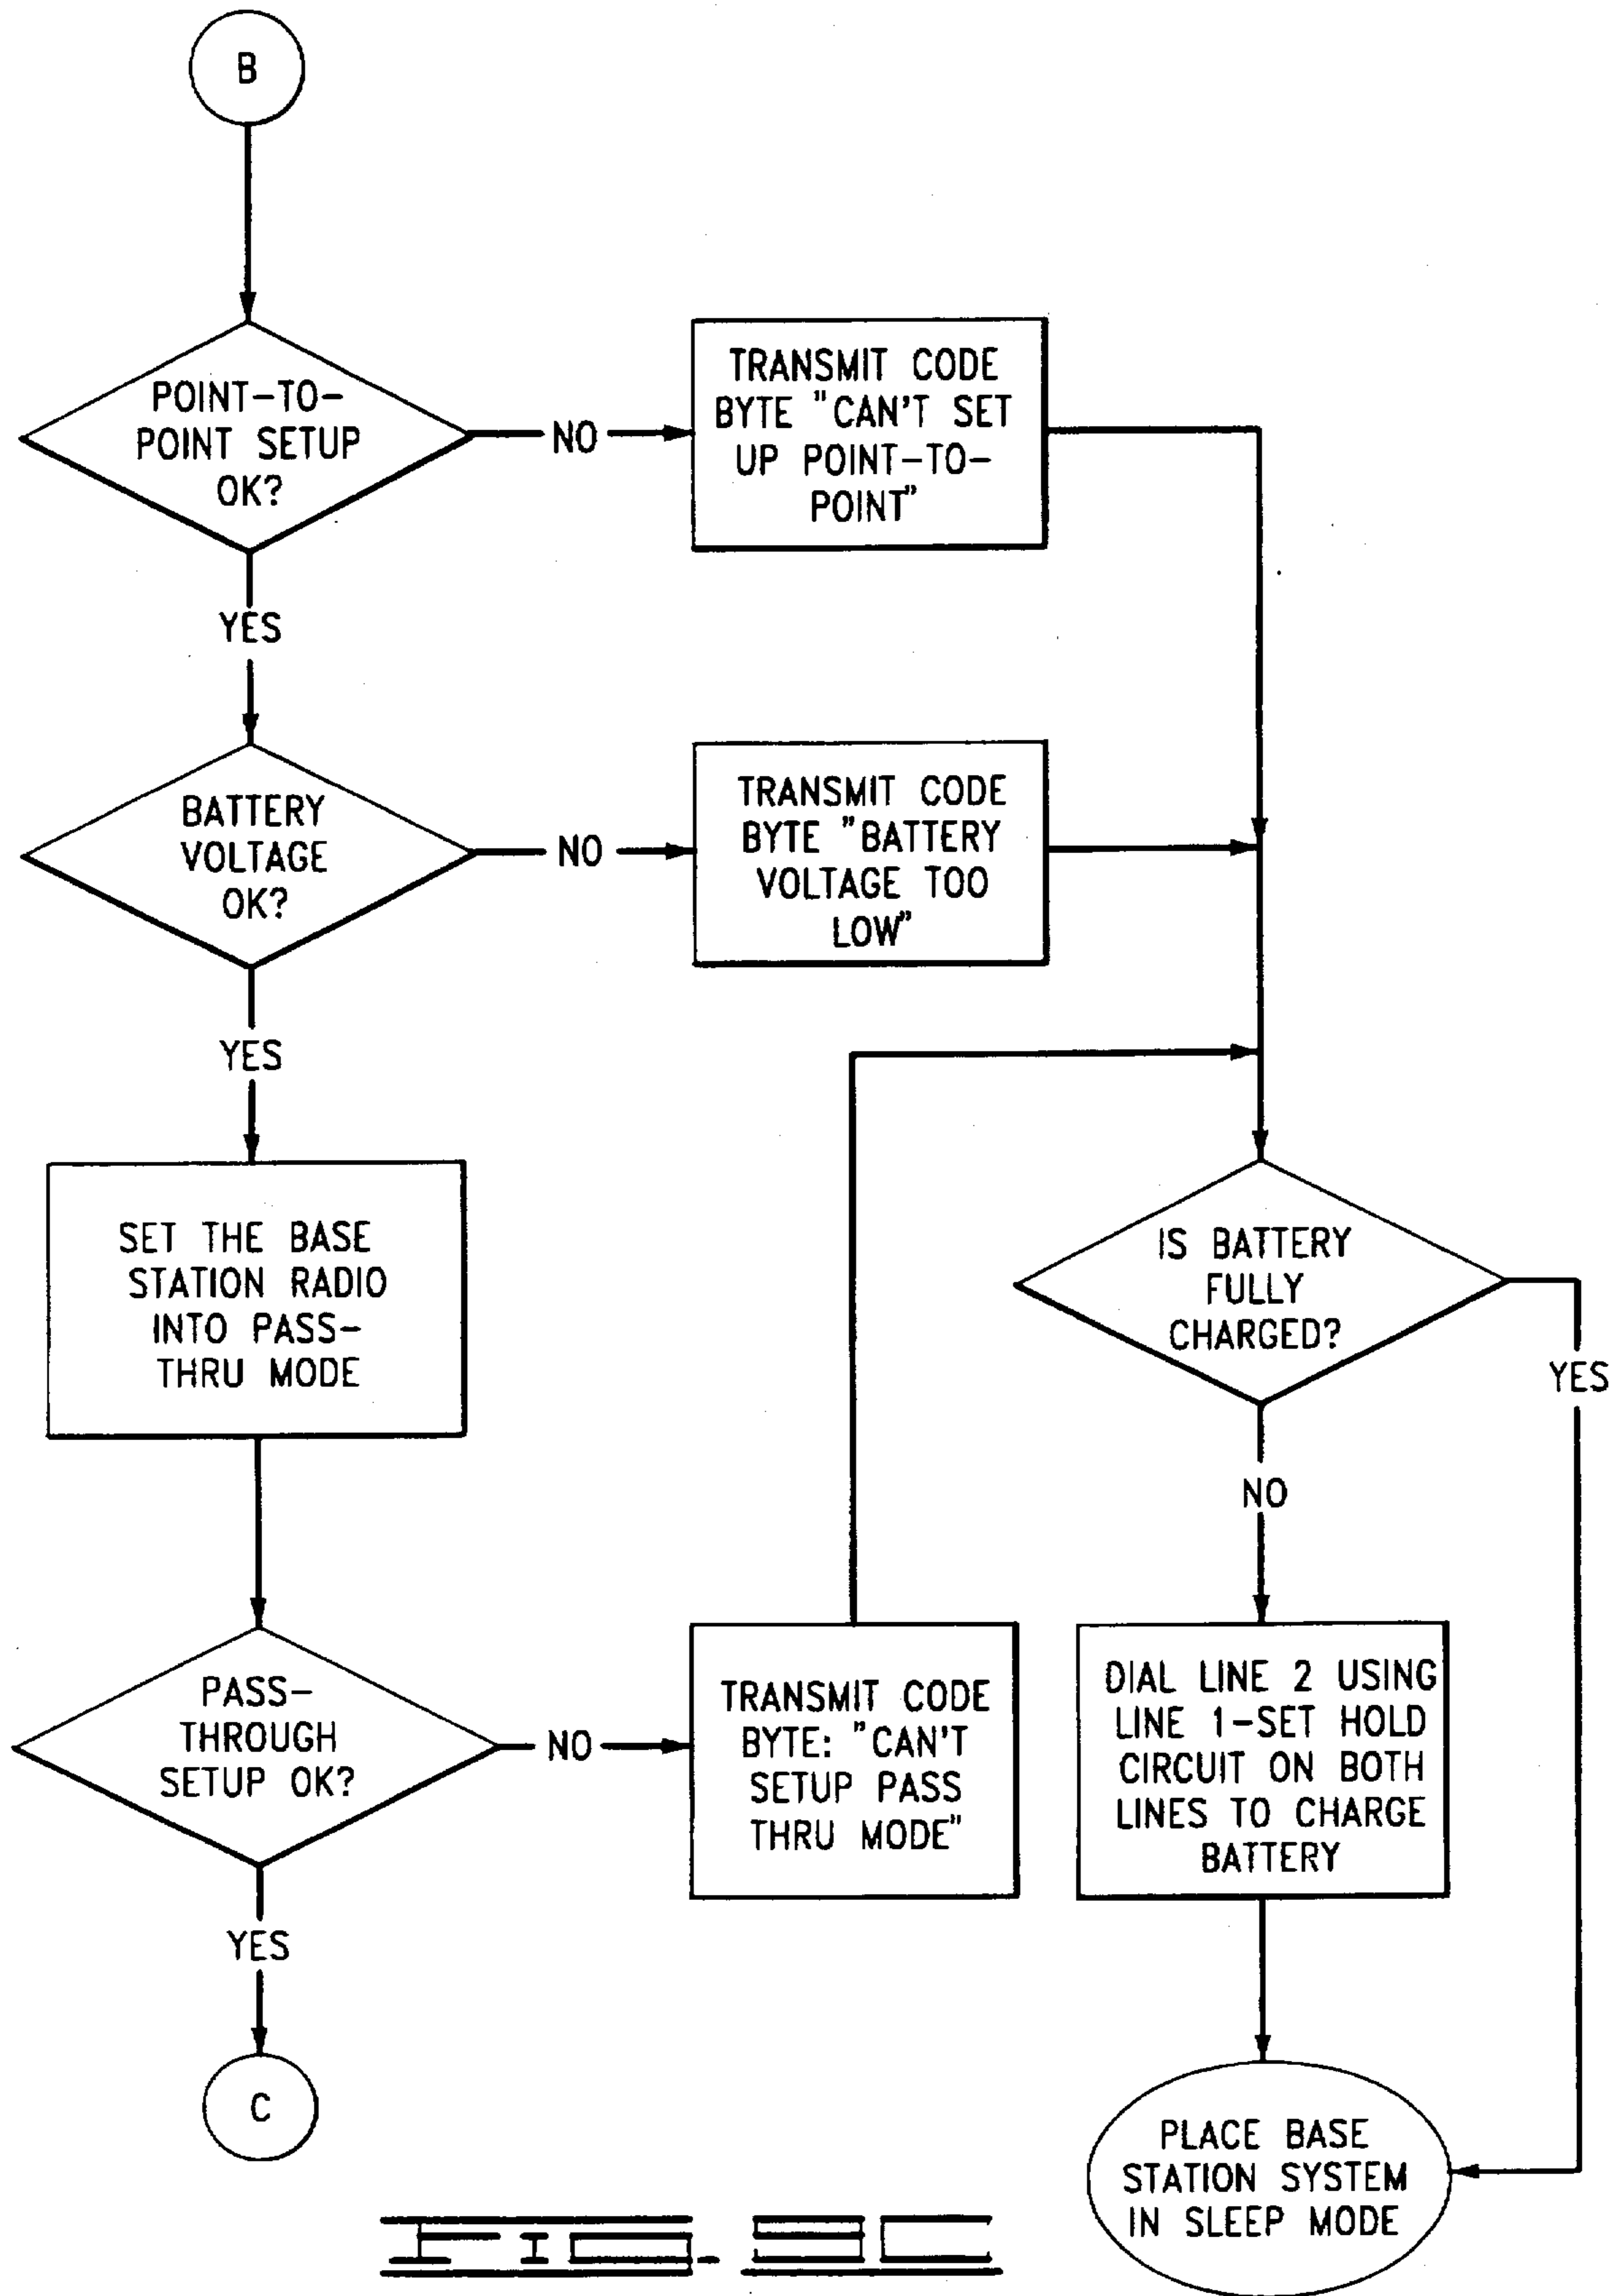 B
POINT-TO-
POINT SETUP
OK?
NO
TRANSMIT CODE
BYTE "CAN'T SET
UP POINT-TO-
POINT"
YES
BATTERY
VOLTAGE
OK?
NO
TRANSMIT CODE
BYTE "BATTERY
VOLTAGE TOO
LOW"
YES
SET THE BASE
STATION RADIO
INTO PASS-
THRU MODE
IS BATTERY
FULLY
CHARGED?
YES
NO
PASS-
THROUGH
SETUP OK?
NO
TRANSMIT CODE
BYTE: "CAN'T
SETUP PASS
THRU MODE"
DIAL LINE 2 USING
LINE 1-SET HOLD
CIRCUIT ON BOTH
LINES TO CHARGE
BATTERY
YES
C
PLACE BASE
STATION SYSTEM
IN SLEEP MODE